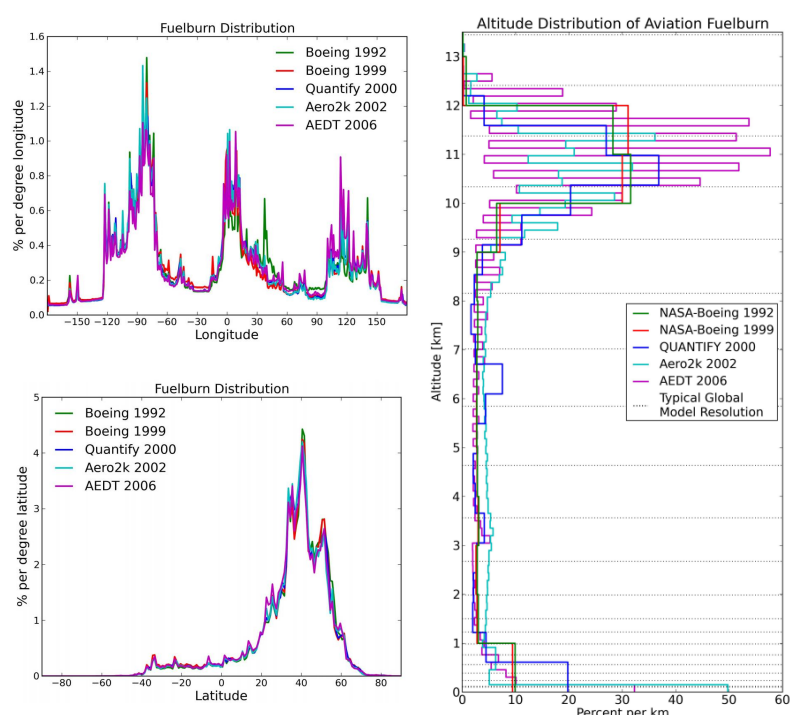 Fuelburn Distribution
1.6
1.4
1.2
1.0
0.8
0.6
0.4
0.2
0.0
% per degree longitude
Boeing 1992
Boeing 1999
Quantify 2000
Aero2k 2002
AEDT 2006
−150 −120 −90 −60 −30 0 30 60 90 120 150
Longitude
Fuelburn Distribution
5
4
3
2
1
0
% per degree latitude
Boeing 1992
Boeing 1999
Quantify 2000
Aero2k 2002
AEDT 2006
−80 −60 −40 −20 0 20 40 60 80
Latitude
Altitude Distribution of Aviation Fuelburn
13
12
11
10
9
8
7
6
5
4
3
2
1
0
Altitude [km]
NASA-Boeing 1992
NASA-Boeing 1999
QUANTIFY 2000
Aero2k 2002
AEDT 2006
Typical Global
Model Resolution
0 10 20 30 40 50 60
Percent per km